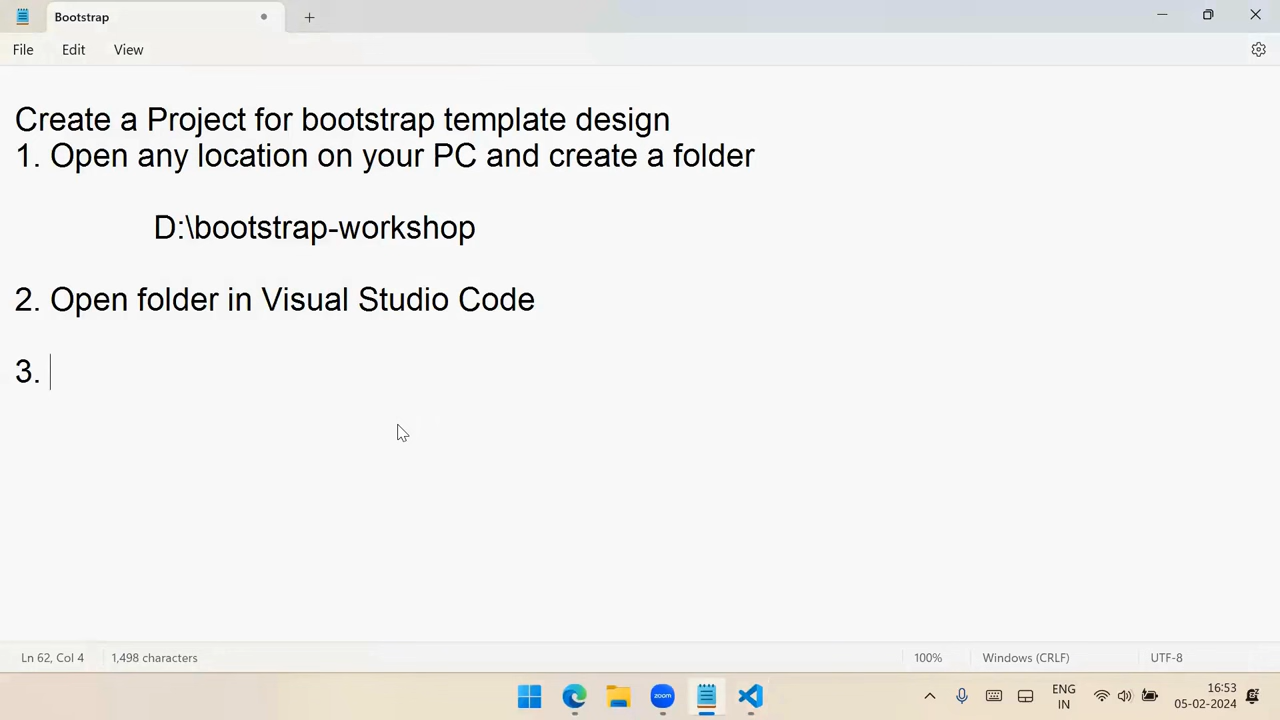 Bootstrap
File Edit View
Create a Project for bootstrap template design
1. Open any location on your PC and create a folder
D:\bootstrap-workshop
2. Open folder in Visual Studio Code
3.
Ln 62, Col 4 1,498 characters 100% Windows (CRLF) UTF-8
zoom
ENG
IN
16:53
05-02-2024